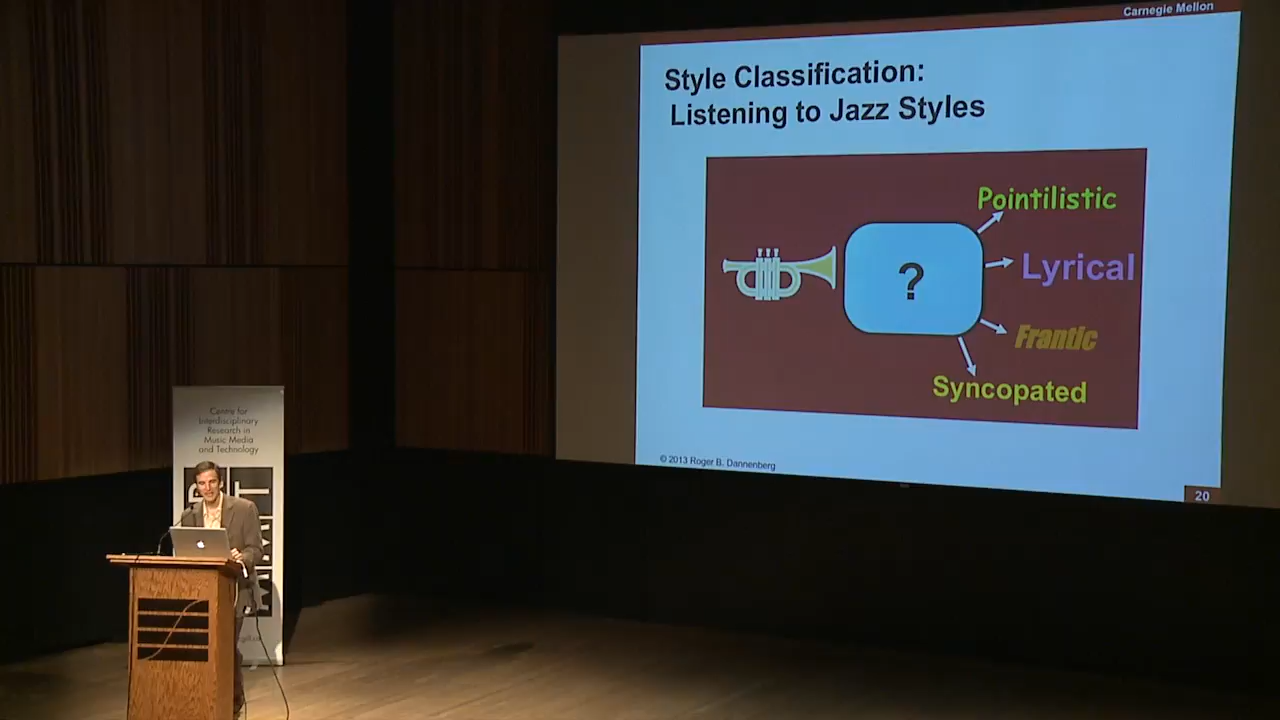 Carnegie Mellon
Style Classification:
Listening to Jazz Styles
Pointilistic
Lyrical
?
Frantic
Syncopated
© 2013 Roger B. Dannenberg
20
Centre for
Interdisciplinary
Research in
Music Media
and Technology